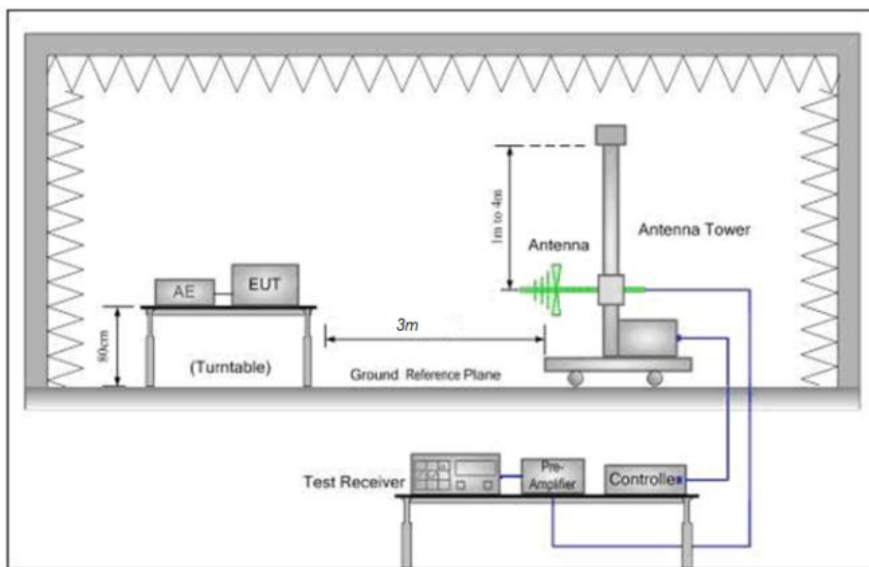 1m to 4m
Antenna Tower
Antenna
AE
EUT
3m
80cm
(Turntable)
Ground Reference Plane
Test Receiver
Pre-
Amplifier
Controlle